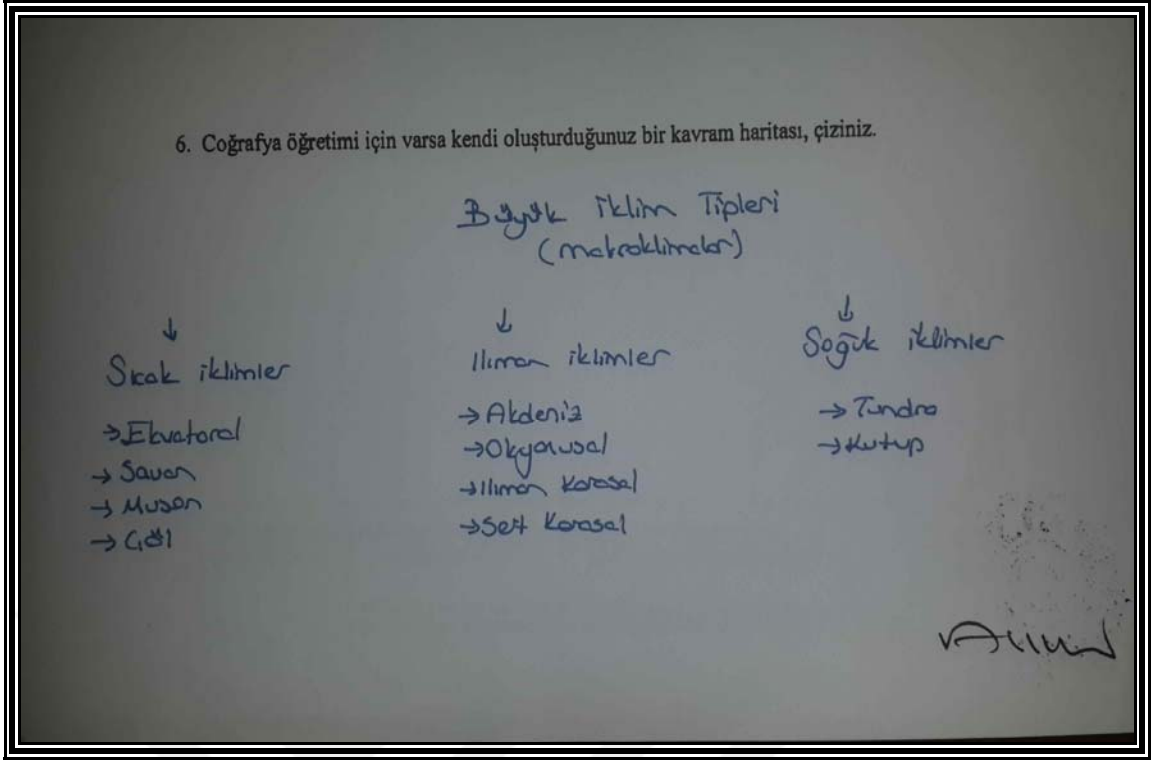 6. Coğrafya öğretimi için varsa kendi oluşturduğunuz bir kavram haritası, çiziniz.
Büyük İklim Tipleri
(makroklimalar)
↓ ↓ ↓
Sıcak iklimler
→ Ekvatoral
→ Savan
→ Muson
→ Çöl
Ilıman iklimler
→ Akdeniz
→ Okyanusal
→ Ilıman Karasal
→ Sert Karasal
Soğuk iklimler
→ Tundra
→ Kutup